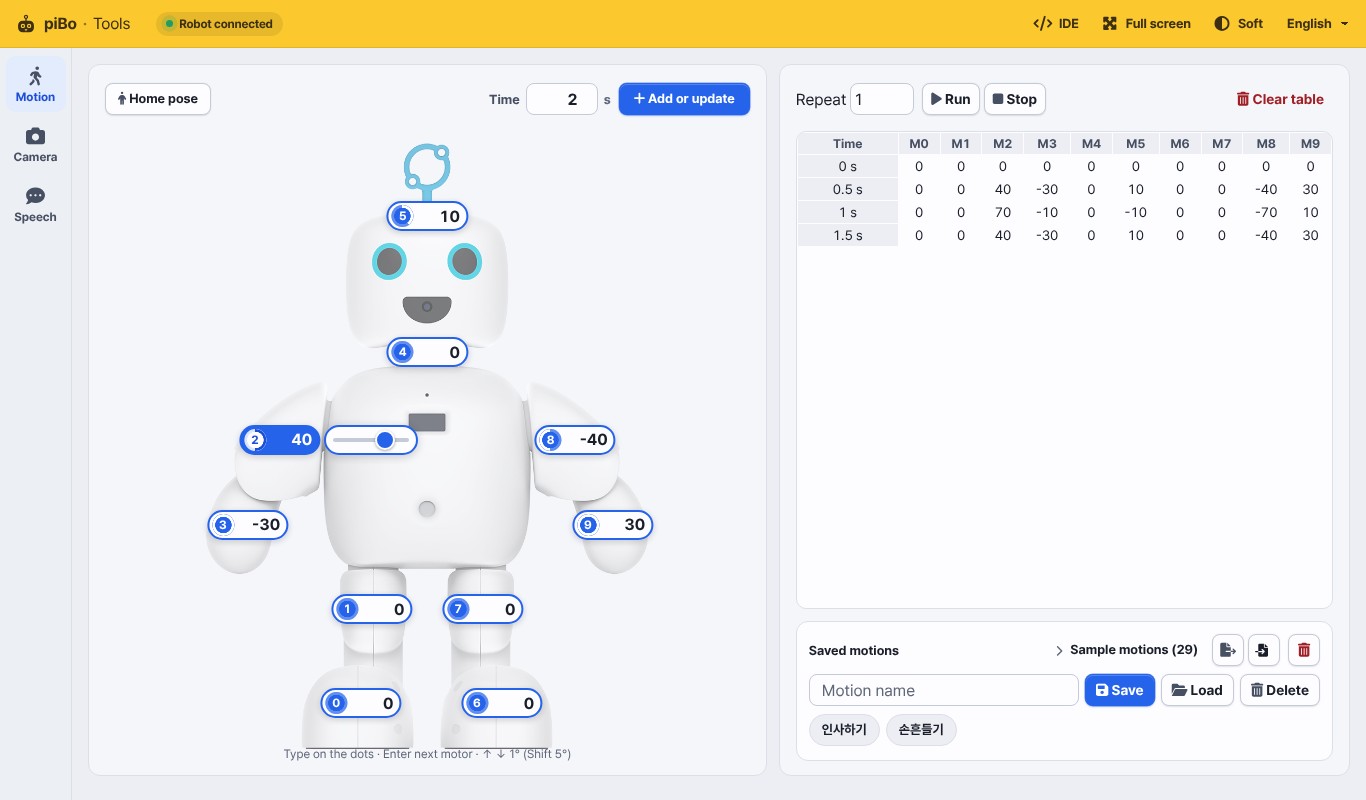 piBo · Tools
Robot connected
IDE
Full screen
Soft
English
Motion
Camera
Speech
Home pose
Time 2 s
Add or update
5 10
4 0
2 40
8 -40
3 -30
9 30
1 0
7 0
0 0
6 0
Type on the dots · Enter next motor · ↑ ↓ 1° (Shift 5°)
Repeat 1
Run
Stop
Clear table
Time M0 M1 M2 M3 M4 M5 M6 M7 M8 M9
0 s 0 0 0 0 0 0 0 0 0 0
0.5 s 0 0 40 -30 0 10 0 0 -40 30
1 s 0 0 70 -10 0 -10 0 0 -70 10
1.5 s 0 0 40 -30 0 10 0 0 -40 30
Saved motions
Sample motions (29)
Motion name
Save
Load
Delete
인사하기
손흔들기